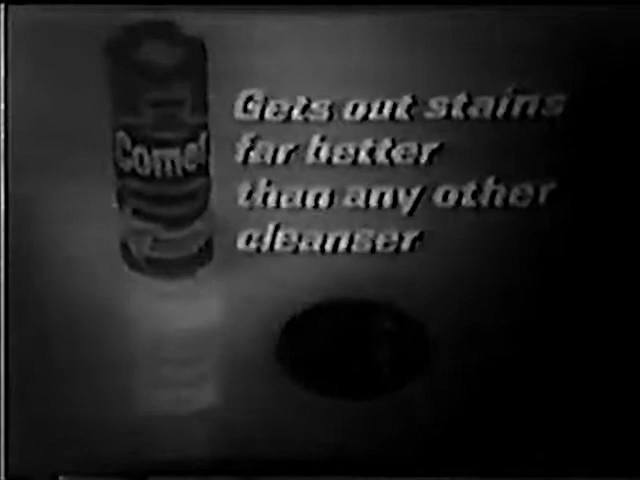 Comet
Gets out stains
far better
than any other
cleanser